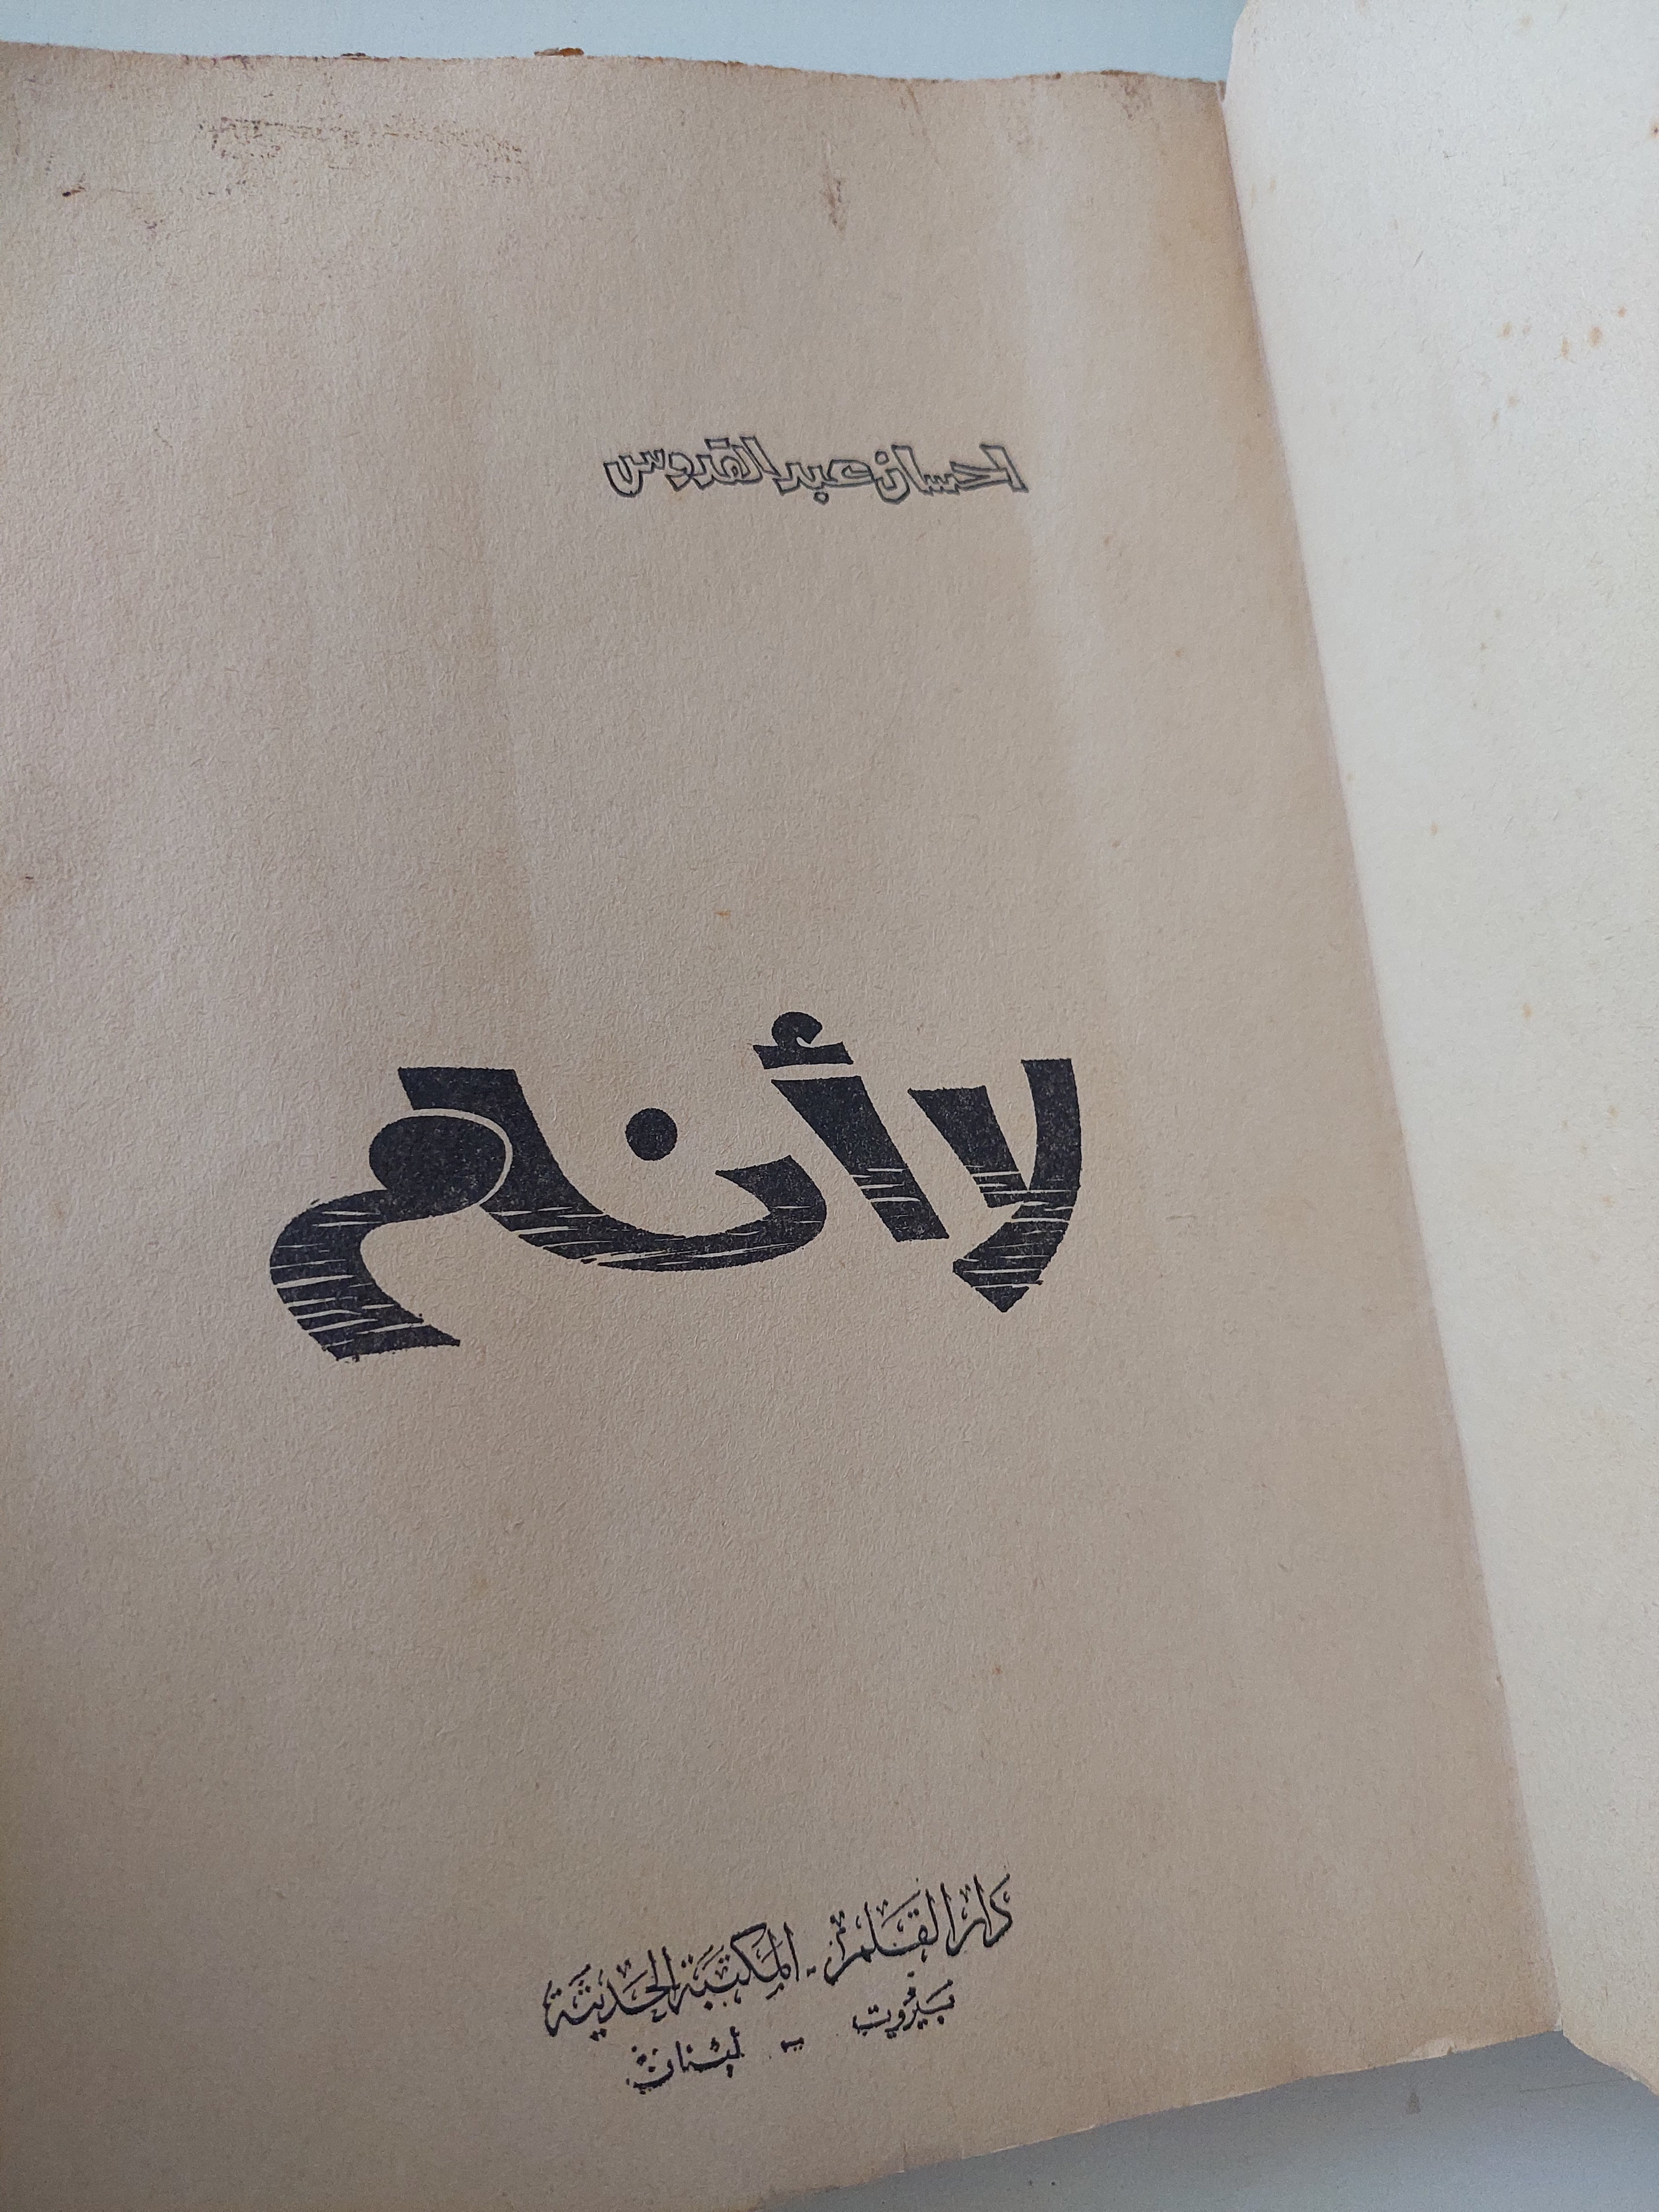 احسان عبد القدوس
لا أنام
دار القلم - المكتبة الحديثة
بيروت - لبنان